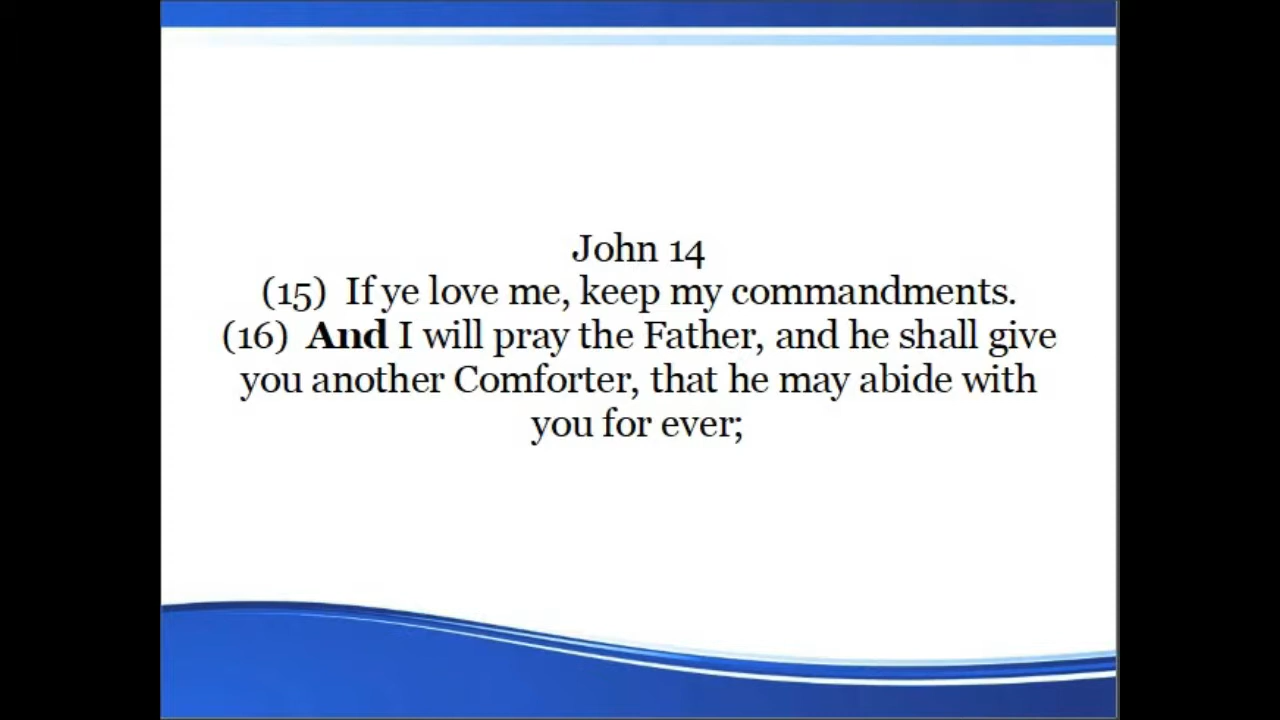 John 14
(15) If ye love me, keep my commandments.
(16) And I will pray the Father, and he shall give
you another Comforter, that he may abide with
you for ever;